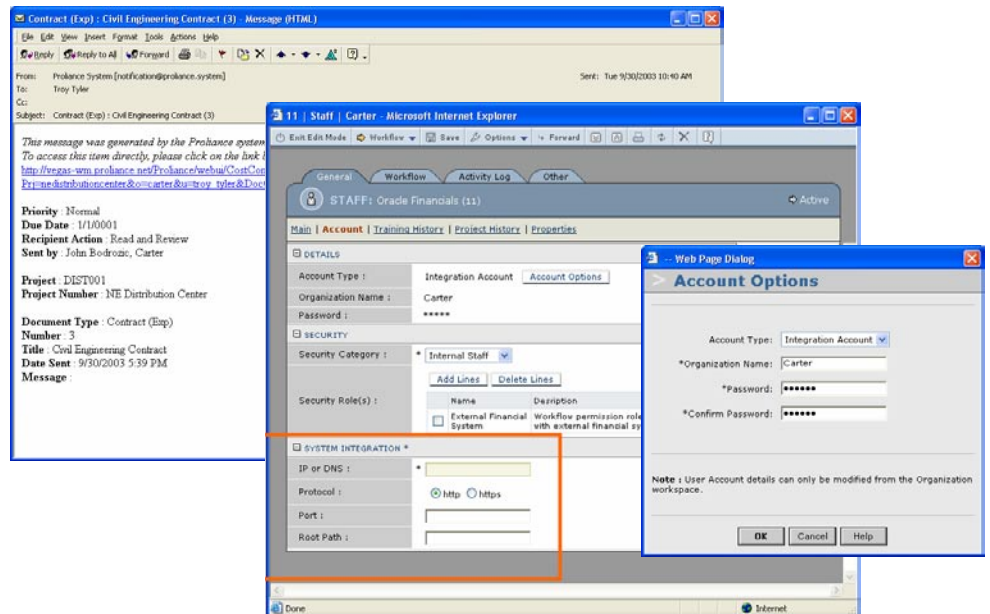 Contract (Exp) : Civil Engineering Contract (3) - Message (HTML)
File Edit View Insert Format Tools Actions Help
Reply Reply to All Forward
From: Proliance System [notification@proliance.system]
Sent: Tue 9/30/2003 10:40 AM
To: Troy Tyler
Cc:
Subject: Contract (Exp) : Civil Engineering Contract (3)
This message was generated by the Proliance system
To access this item directly, please click on the link
http://vegas-wm.proliance.net/Proliance/webui/CostCon
Prj=nedistributioncenter&o=carter&u=troy_tyler&Doc
Priority : Normal
Due Date : 1/1/0001
Recipient Action : Read and Review
Sent by : John Bodrozic, Carter
Project : DIST001
Project Number : NE Distribution Center
Document Type : Contract (Exp)
Number : 3
Title : Civil Engineering Contract
Date Sent : 9/30/2003 5:39 PM
Message :
11 | Staff | Carter - Microsoft Internet Explorer
Exit Edit Mode Workflow Save Options Forward
General Workflow Activity Log Other
STAFF: Oracle Financials (11)
Active
Main | Account | Training History | Project History | Properties
DETAILS
Account Type : Integration Account Account Options
Organization Name : Carter
Password : *****
SECURITY
Security Category : * Internal Staff
Add Lines Delete Lines
Security Role(s) :
Name Desription
External Financial System
Workflow permission role
with external financial sy
SYSTEM INTEGRATION *
IP or DNS : *
Protocol : http https
Port :
Root Path :
Done
Internet
-- Web Page Dialog
Account Options
Account Type: Integration Account
*Organization Name: Carter
*Password: ••••••
*Confirm Password: ••••••
Note : User Account details can only be modified from the Organization
workspace.
OK Cancel Help